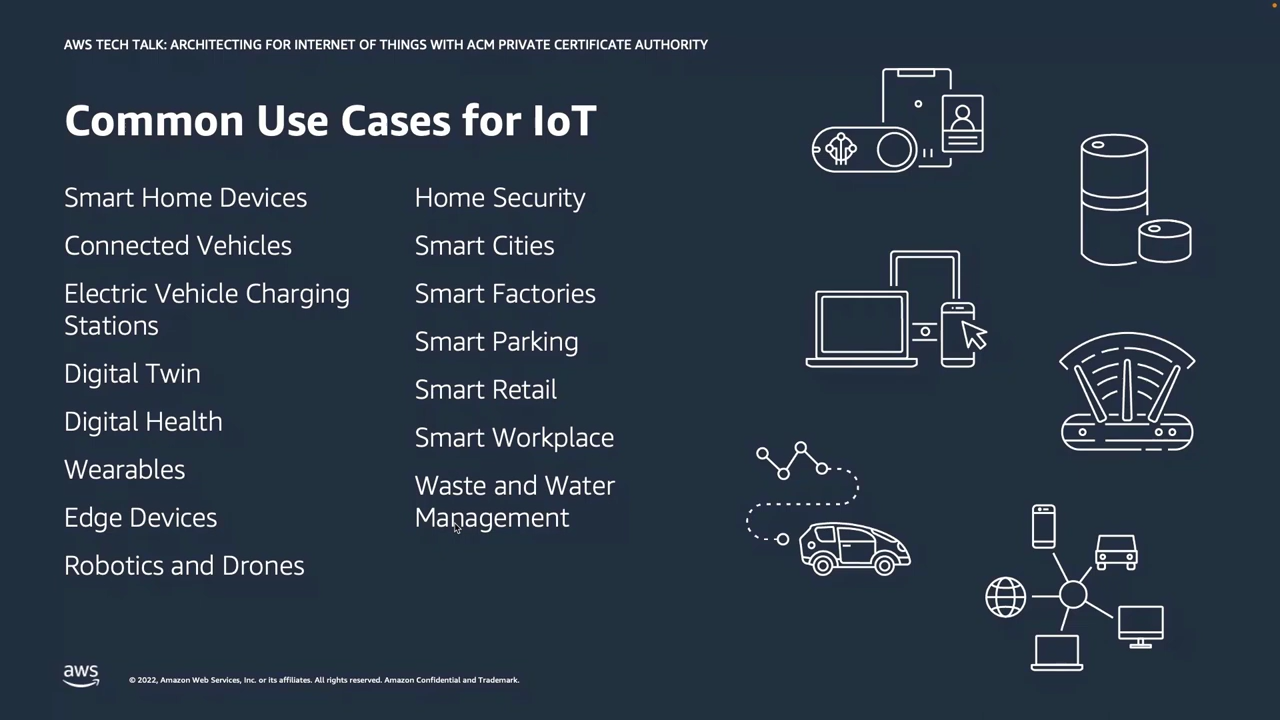 AWS TECH TALK: ARCHITECTING FOR INTERNET OF THINGS WITH ACM PRIVATE CERTIFICATE AUTHORITY
Common Use Cases for IoT
Smart Home Devices
Connected Vehicles
Electric Vehicle Charging
Stations
Digital Twin
Digital Health
Wearables
Edge Devices
Robotics and Drones
Home Security
Smart Cities
Smart Factories
Smart Parking
Smart Retail
Smart Workplace
Waste and Water
Management
aws
© 2022, Amazon Web Services, Inc. or its affiliates. All rights reserved. Amazon Confidential and Trademark.